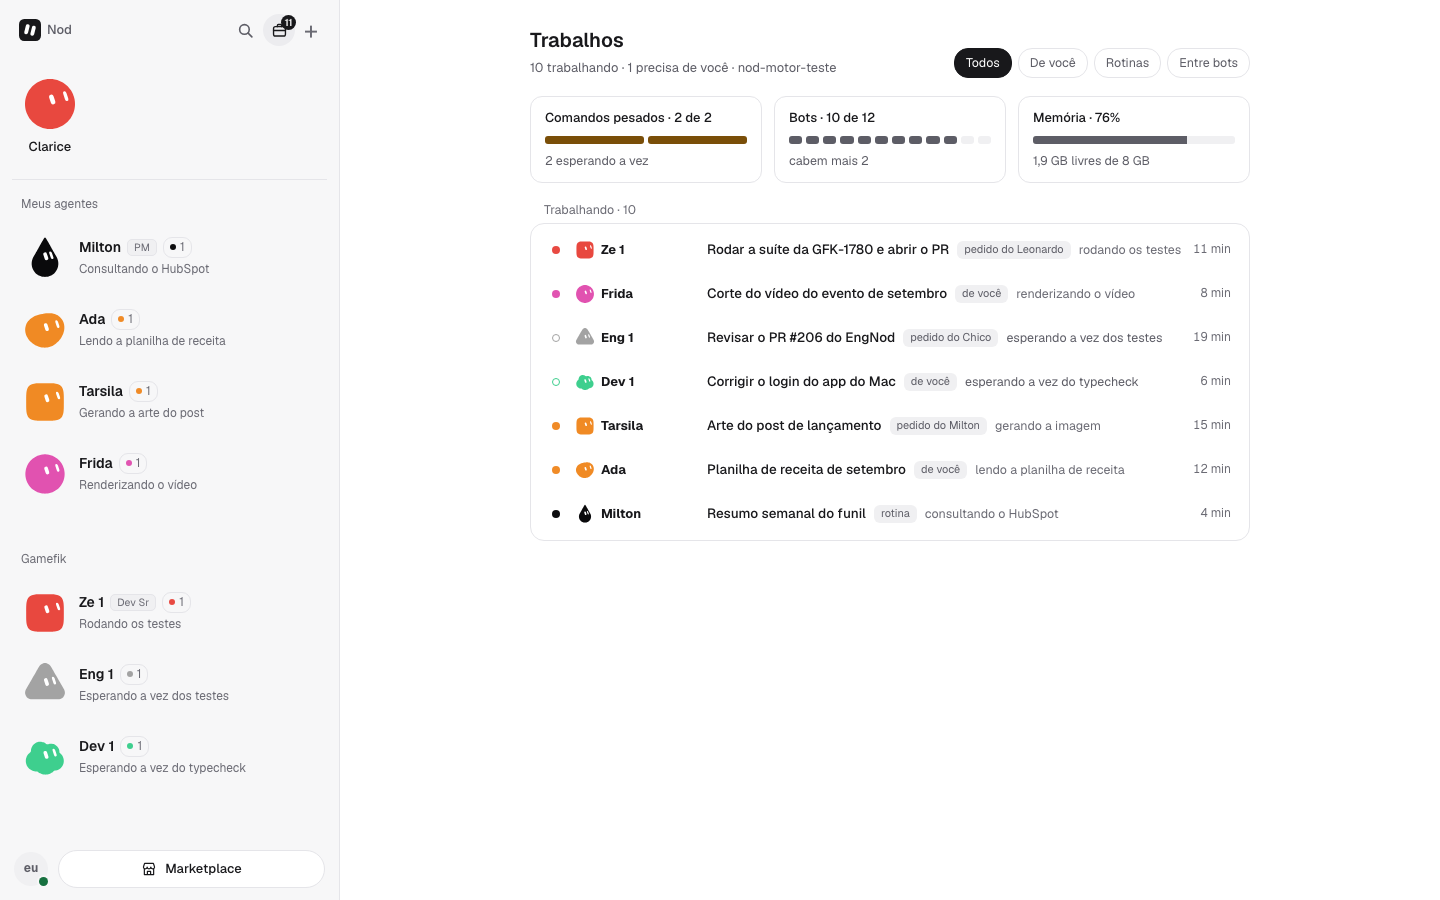 Nod
11
Clarice
Meus agentes
Milton PM 1
Consultando o HubSpot
Ada 1
Lendo a planilha de receita
Tarsila 1
Gerando a arte do post
Frida 1
Renderizando o vídeo
Gamefik
Ze 1 Dev Sr 1
Rodando os testes
Eng 1 1
Esperando a vez dos testes
Dev 1 1
Esperando a vez do typecheck
eu
Marketplace
Trabalhos
10 trabalhando · 1 precisa de você · nod-motor-teste
Todos De você Rotinas Entre bots
Comandos pesados · 2 de 2
2 esperando a vez
Bots · 10 de 12
cabem mais 2
Memória · 76%
1,9 GB livres de 8 GB
Trabalhando · 10
Ze 1 Rodar a suíte da GFK-1780 e abrir o PR pedido do Leonardo rodando os testes 11 min
Frida Corte do vídeo do evento de setembro de você renderizando o vídeo 8 min
Eng 1 Revisar o PR #206 do EngNod pedido do Chico esperando a vez dos testes 19 min
Dev 1 Corrigir o login do app do Mac de você esperando a vez do typecheck 6 min
Tarsila Arte do post de lançamento pedido do Milton gerando a imagem 15 min
Ada Planilha de receita de setembro de você lendo a planilha de receita 12 min
Milton Resumo semanal do funil rotina consultando o HubSpot 4 min